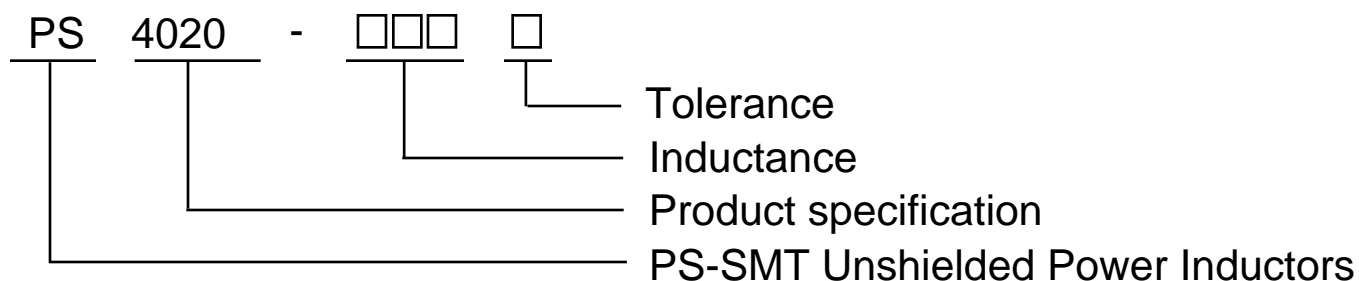 PS 4020 - □□□ □
Tolerance
Inductance
Product specification
PS-SMT Unshielded Power Inductors